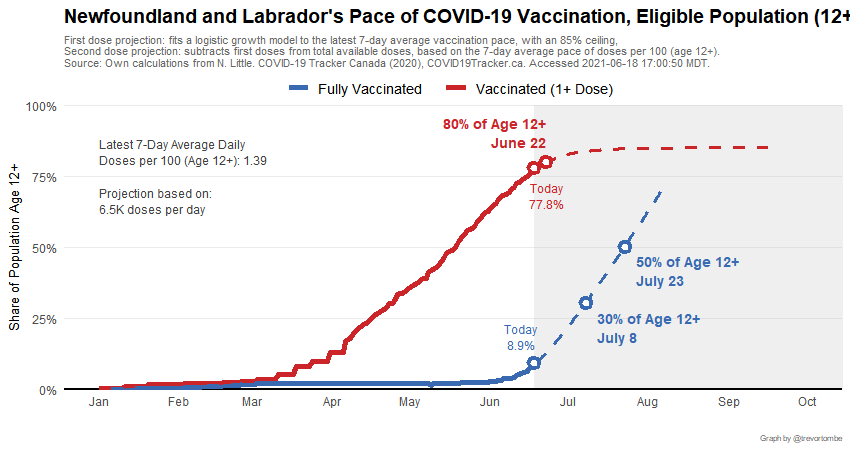 Newfoundland and Labrador's Pace of COVID-19 Vaccination, Eligible Population (12+
First dose projection: fits a logistic growth model to the latest 7-day average vaccination pace, with an 85% ceiling,
Second dose projection: subtracts first doses from total available doses, based on the 7-day average pace of doses per 100 (age 12+).
Source: Own calculations from N. Little. COVID-19 Tracker Canada (2020), COVID19Tracker.ca. Accessed 2021-06-18 17:00:50 MDT.
Fully Vaccinated
Vaccinated (1+ Dose)
100%
75%
50%
25%
0%
Share of Population Age 12+
Latest 7-Day Average Daily
Doses per 100 (Age 12+): 1.39
Projection based on:
6.5K doses per day
80% of Age 12+
June 22
Today
77.8%
50% of Age 12+
July 23
30% of Age 12+
July 8
Today
8.9%
Jan Feb Mar Apr May Jun Jul Aug Sep Oct
Graph by @trevortombe